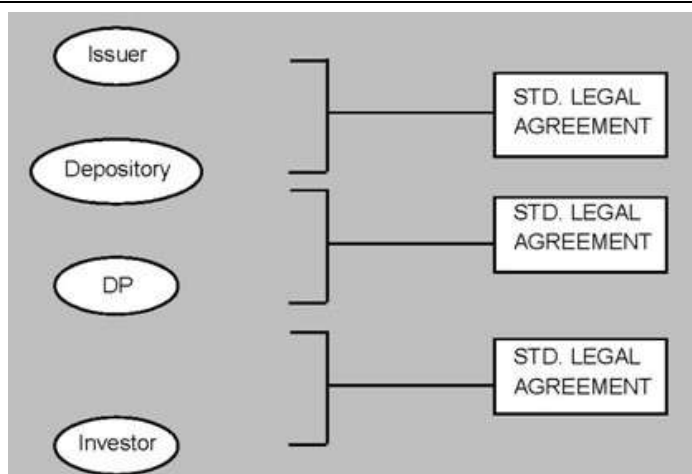 Issuer
STD. LEGAL
AGREEMENT
Depository
STD. LEGAL
AGREEMENT
DP
STD. LEGAL
AGREEMENT
Investor